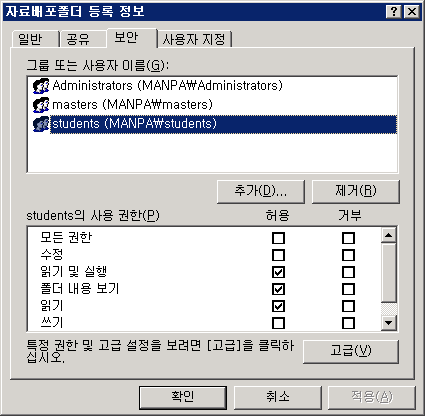 자료배포폴더 등록 정보
일반 공유 보안 사용자 지정
그룹 또는 사용자 이름(G):
Administrators (MANPA₩Administrators)
masters (MANPA₩masters)
students (MANPA₩students)
추가(D)... 제거(R)
students의 사용 권한(P) 허용 거부
모든 권한
수정
읽기 및 실행
폴더 내용 보기
읽기
쓰기
특정 권한 및 고급 설정을 보려면 [고급]을 클릭하
십시오.
고급(V)
확인 취소 적용(A)